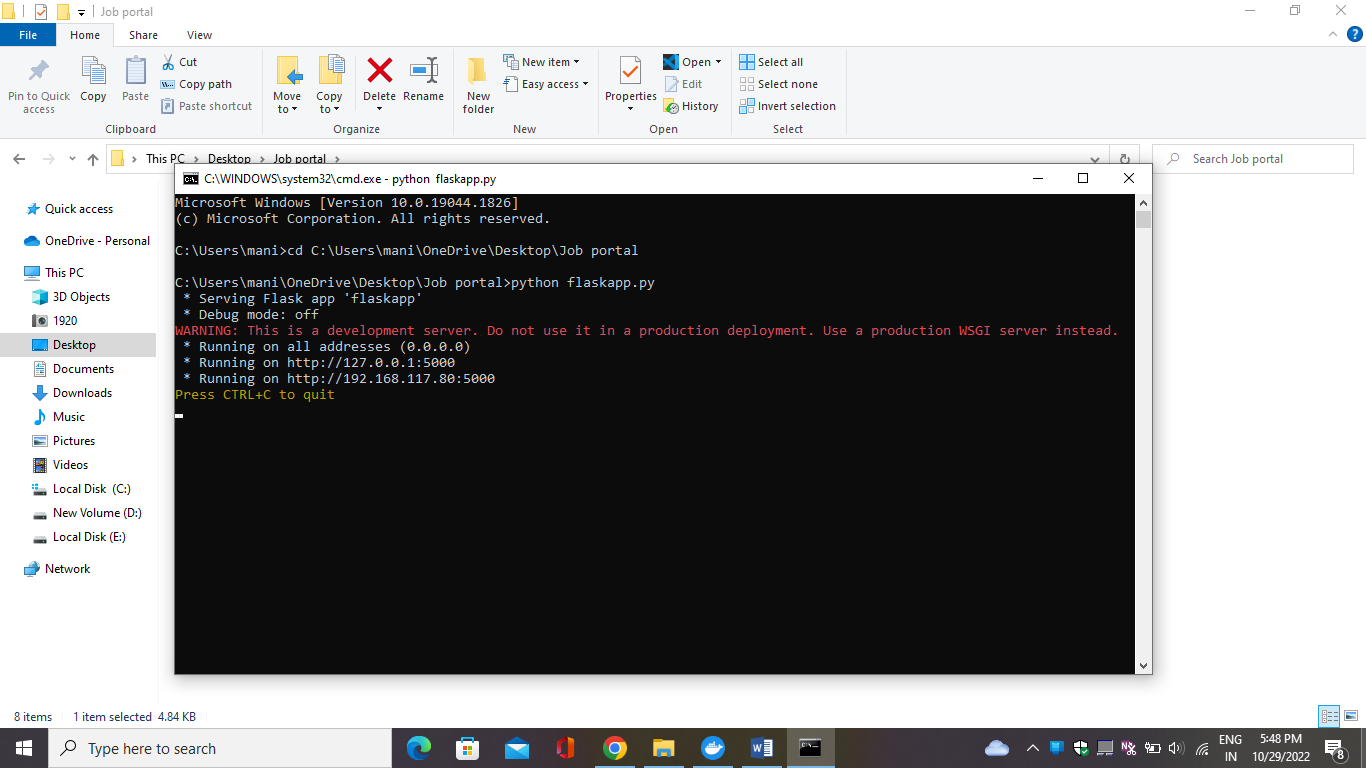 Job portal
File
Home
Share
View
Pin to Quick access
Copy
Paste
Cut
Copy path
Paste shortcut
Clipboard
Move to
Copy to
Delete
Rename
Organize
New folder
New item
Easy access
New
Properties
Open
Edit
History
Open
Select all
Select none
Invert selection
Select
This PC
Desktop
Job portal
Search Job portal
Quick access
OneDrive - Personal
This PC
3D Objects
1920
Desktop
Documents
Downloads
Music
Pictures
Videos
Local Disk (C:)
New Volume (D:)
Local Disk (E:)
Network
C:\WINDOWS\system32\cmd.exe - python flaskapp.py
Microsoft Windows [Version 10.0.19044.1826]
(c) Microsoft Corporation. All rights reserved.
C:\Users\mani>cd C:\Users\mani\OneDrive\Desktop\Job portal
C:\Users\mani\OneDrive\Desktop\Job portal>python flaskapp.py
* Serving Flask app 'flaskapp'
* Debug mode: off
WARNING: This is a development server. Do not use it in a production deployment. Use a production WSGI server instead.
* Running on all addresses (0.0.0.0)
* Running on http://127.0.0.1:5000
* Running on http://192.168.117.80:5000
Press CTRL+C to quit
8 items
1 item selected 4.84 KB
Type here to search
ENG
IN
5:48 PM
10/29/2022
8